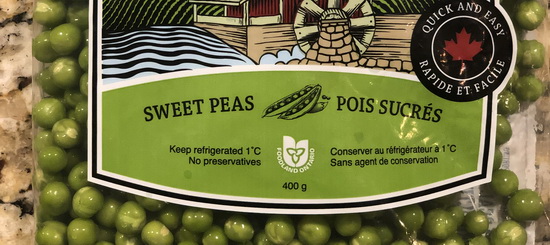 QUICK AND EASY
RAPIDE ET FACILE
SWEET PEAS
POIS SUCRÉS
Keep refrigerated 1°C
No preservatives
FOODLAND ONTARIO
Conserver au réfrigérateur à 1°C
Sans agent de conservation
400 g